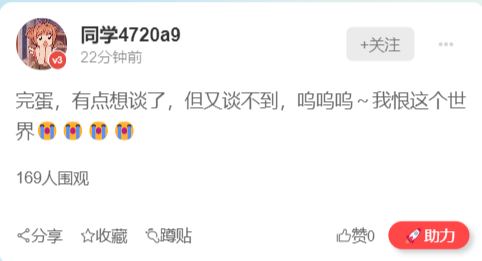 同学4720a9
v3
22分钟前
+关注
完蛋，有点想谈了，但又谈不到，呜呜呜～我恨这个世
界😭😭😭😭
169人围观
分享 收藏 蹲贴 赞0 助力